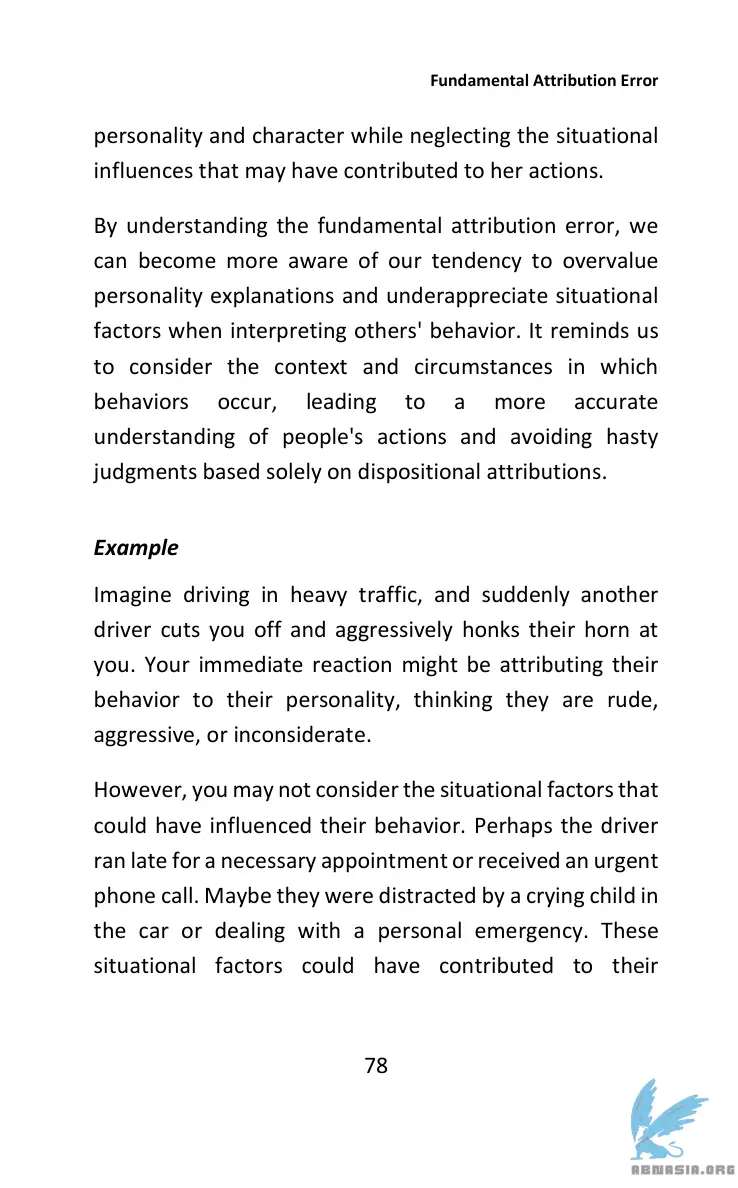 Fundamental Attribution Error
personality and character while neglecting the situational
influences that may have contributed to her actions.
By understanding the fundamental attribution error, we
can become more aware of our tendency to overvalue
personality explanations and underappreciate situational
factors when interpreting others' behavior. It reminds us
to consider the context and circumstances in which
behaviors occur, leading to a more accurate
understanding of people's actions and avoiding hasty
judgments based solely on dispositional attributions.
Example
Imagine driving in heavy traffic, and suddenly another
driver cuts you off and aggressively honks their horn at
you. Your immediate reaction might be attributing their
behavior to their personality, thinking they are rude,
aggressive, or inconsiderate.
However, you may not consider the situational factors that
could have influenced their behavior. Perhaps the driver
ran late for a necessary appointment or received an urgent
phone call. Maybe they were distracted by a crying child in
the car or dealing with a personal emergency. These
situational factors could have contributed to their
78
ABNASIA.ORG